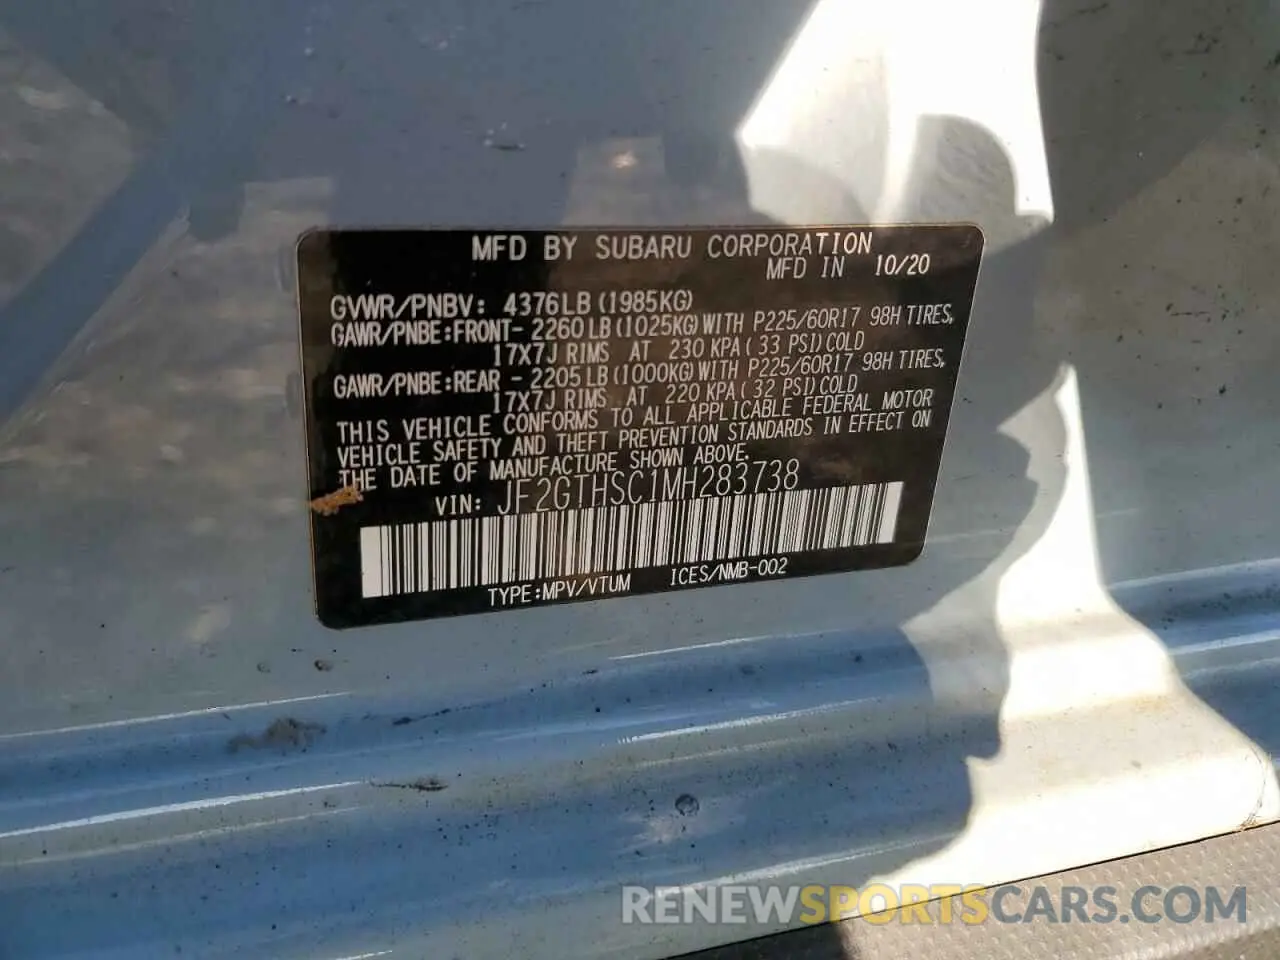 MFD BY SUBARU CORPORATION
MFD IN 10/20
GVWR/PNBV: 4376LB (1985KG)
GAWR/PNBE:FRONT- 2260LB (1025KG) WITH P225/60R17 98H TIRES,
17X7J RIMS AT 230 KPA (33 PSI) COLD
GAWR/PNBE:REAR - 2205LB (1000KG) WITH P225/60R17 98H TIRES,
17X7J RIMS AT 220 KPA (32 PSI) COLD
THIS VEHICLE CONFORMS TO ALL APPLICABLE FEDERAL MOTOR
VEHICLE SAFETY AND THEFT PREVENTION STANDARDS IN EFFECT ON
THE DATE OF MANUFACTURE SHOWN ABOVE.
VIN: JF2GTHSC1MH283738
TYPE:MPV/VTUM ICES/NMB-002
RENEWSPORTSCARS.COM